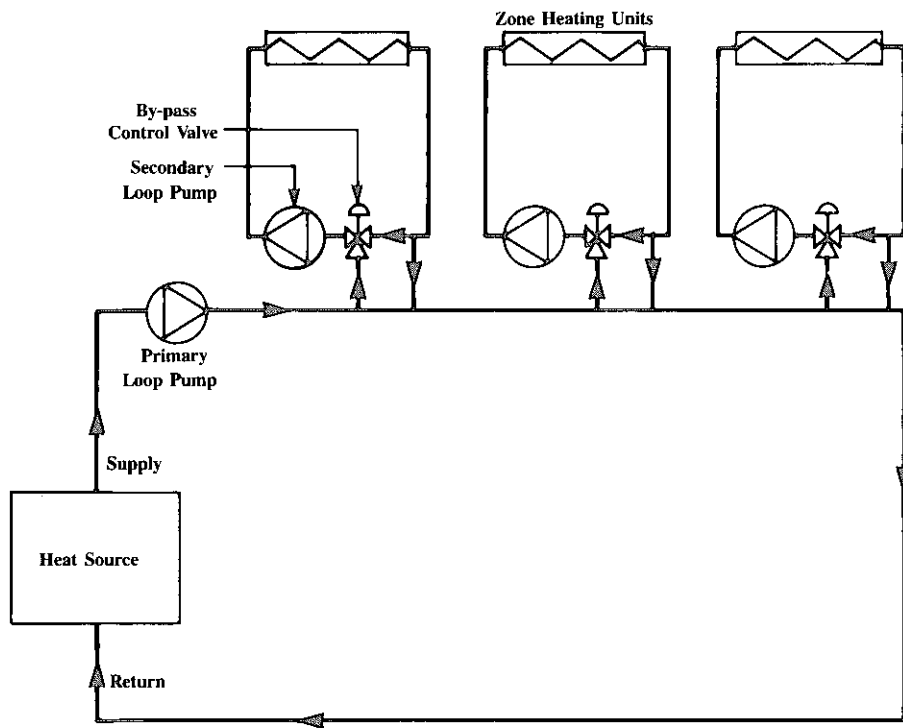 Zone Heating Units
By-pass
Control Valve
Secondary
Loop Pump
Primary
Loop Pump
Supply
Heat Source
Return